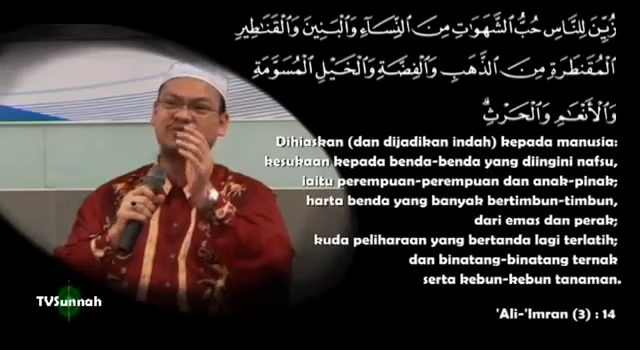 زُيِّنَ لِلنَّاسِ حُبُّ الشَّهَوَاتِ مِنَ النِّسَاءِ وَالْبَنِينَ وَالْقَنَاطِيرِ
الْمُقَنطَرَةِ مِنَ الذَّهَبِ وَالْفِضَّةِ وَالْخَيْلِ الْمُسَوَّمَةِ
وَالْأَنْعَامِ وَالْحَرْثِ ۗ
Dihiaskan (dan dijadikan indah) kepada manusia:
kesukaan kepada benda-benda yang diingini nafsu,
iaitu perempuan-perempuan dan anak-pinak;
harta benda yang banyak bertimbun-timbun,
dari emas dan perak;
kuda peliharaan yang bertanda lagi terlatih;
dan binatang-binatang ternak
serta kebun-kebun tanaman.
'Ali-'Imran (3) : 14
TVSunnah